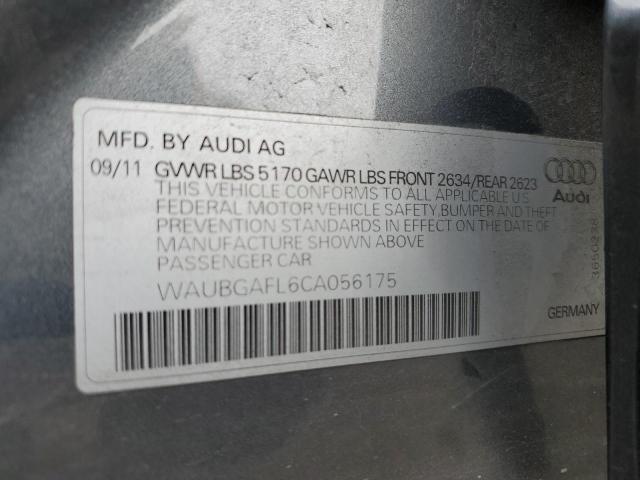 MFD. BY AUDI AG
09/11 GVWR LBS 5170 GAWR LBS FRONT 2634/REAR 2623
THIS VEHICLE CONFORMS TO ALL APPLICABLE U.S.
FEDERAL MOTOR VEHICLE SAFETY,BUMPER AND THEFT
PREVENTION STANDARDS IN EFFECT ON THE DATE OF
MANUFACTURE SHOWN ABOVE
PASSENGER CAR
WAUBGAFL6CA056175
Audi
3650238
GERMANY